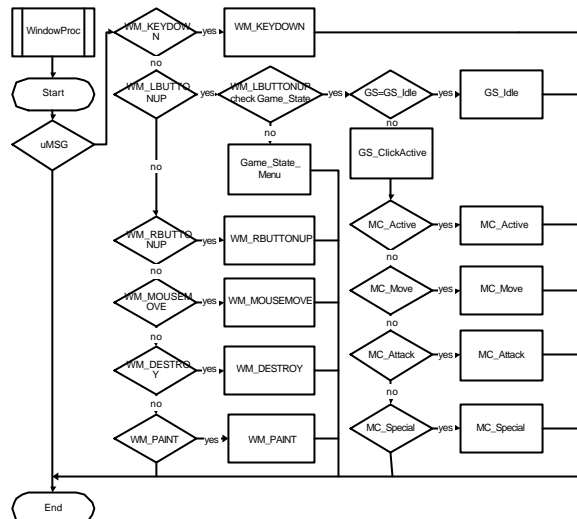 WindowProc
Start
uMSG
WM_KEYDOW
N
yes
WM_KEYDOWN
no
WM_LBUTTO
NUP
yes
WM_LBUTTONUP
check Game_State
yes
GS=GS_Idle
yes
GS_Idle
no
no
no
Game_State_
Menu
GS_ClickActive
WM_RBUTTO
NUP
yes
WM_RBUTTONUP
MC_Active
yes
MC_Active
no
no
WM_MOUSEM
OVE
yes
WM_MOUSEMOVE
MC_Move
yes
MC_Move
no
no
WM_DESTRO
Y
yes
WM_DESTROY
MC_Attack
yes
MC_Attack
no
no
WM_PAINT
yes
WM_PAINT
MC_Special
yes
MC_Special
End